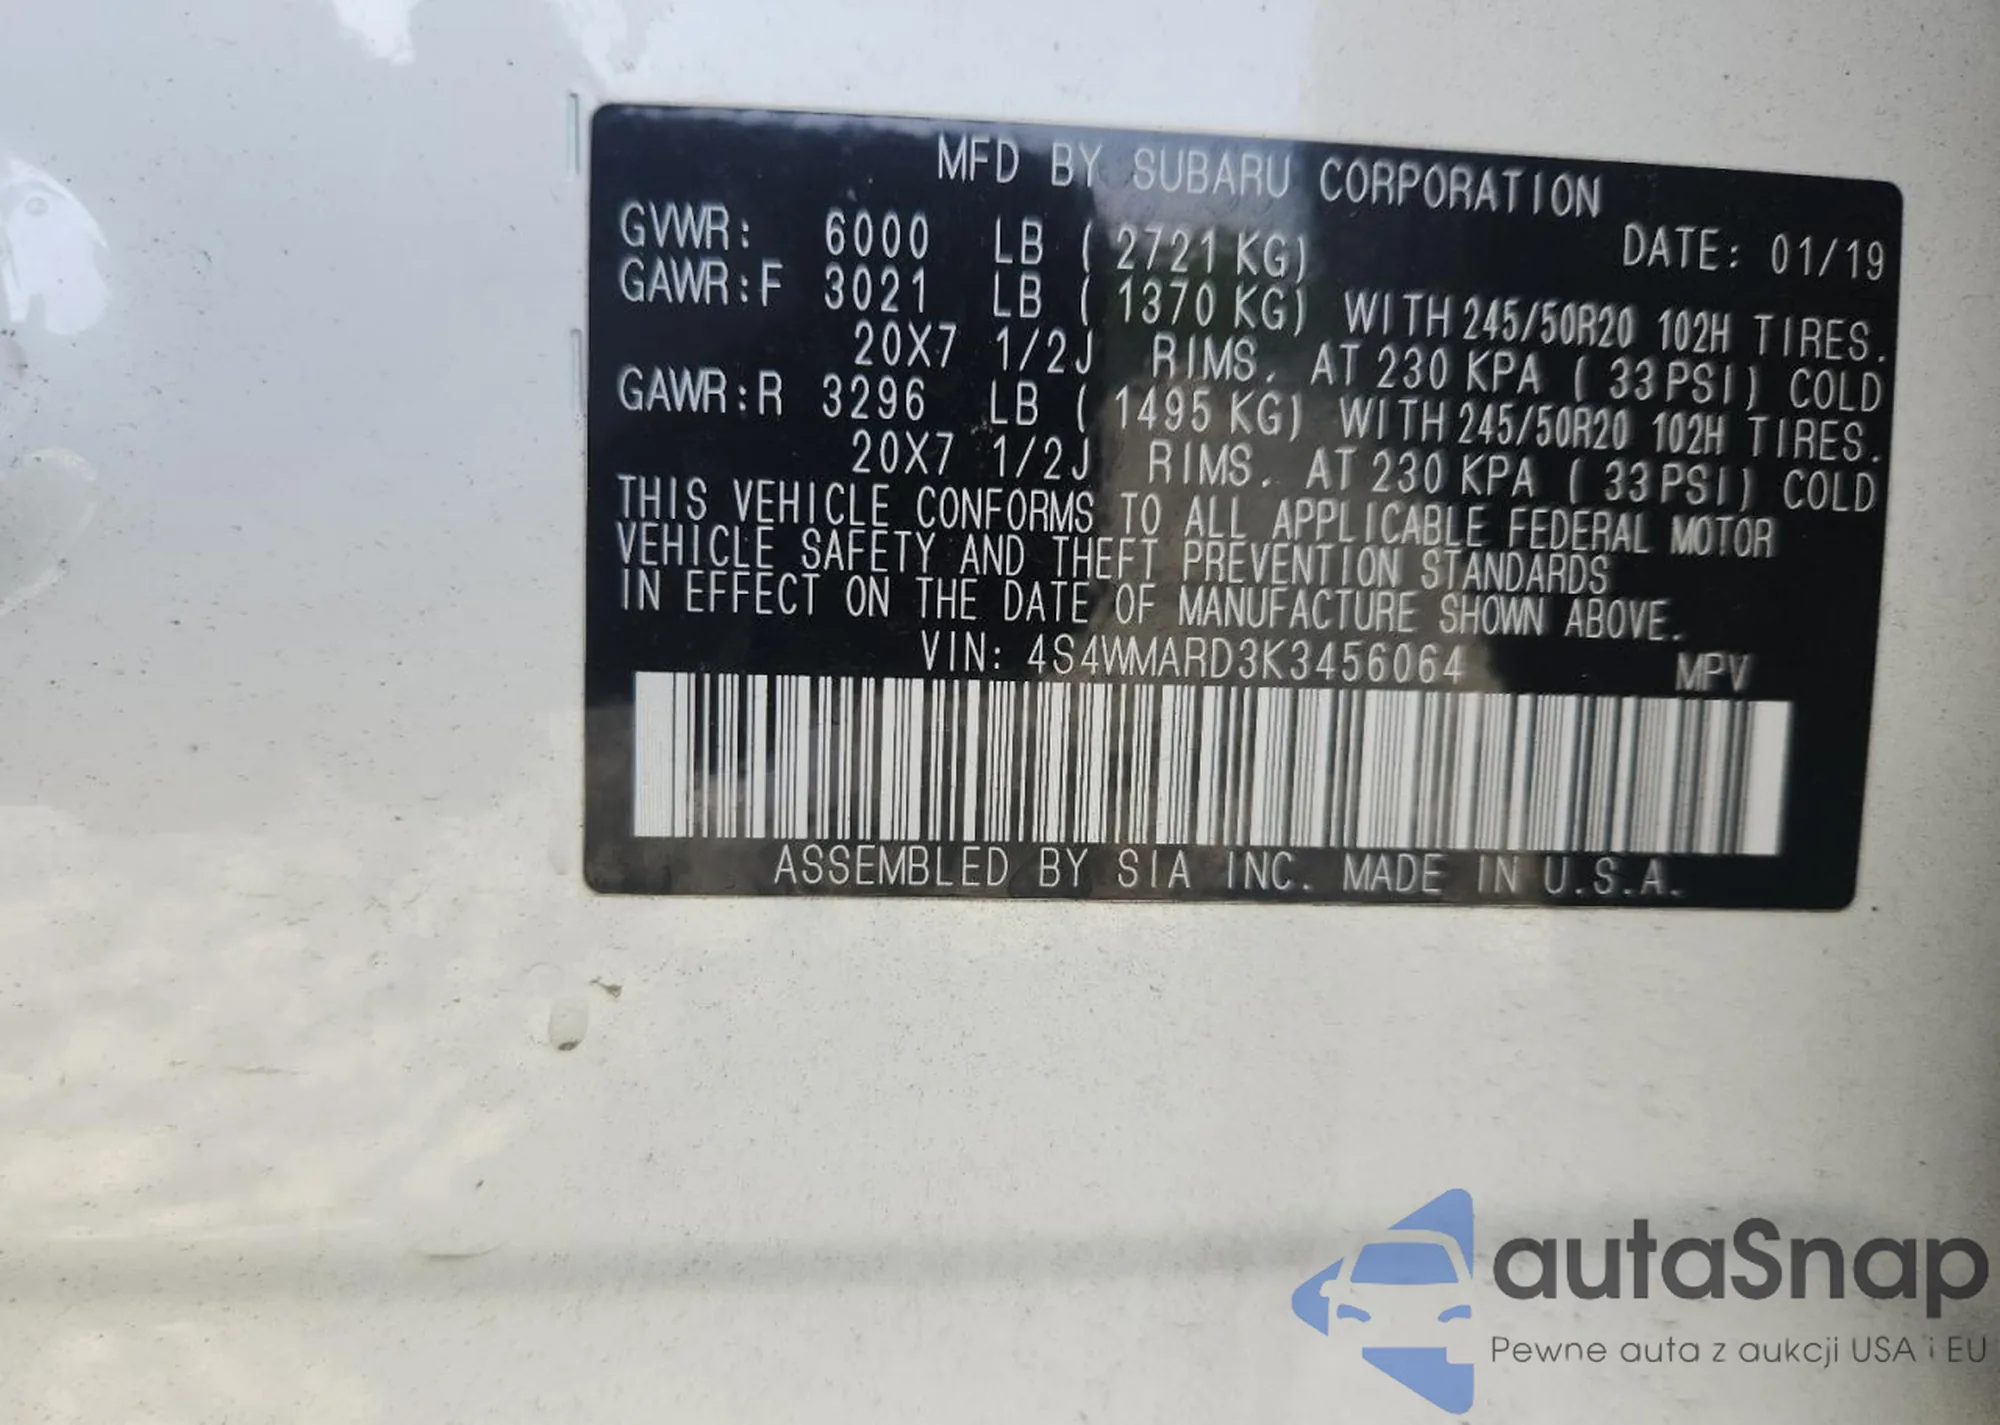 MFD BY SUBARU CORPORATION
GVWR: 6000 LB ( 2721 KG) DATE: 01/19
GAWR:F 3021 LB ( 1370 KG) WITH 245/50R20 102H TIRES.
20X7 1/2J RIMS. AT 230 KPA ( 33 PSI) COLD
GAWR:R 3296 LB ( 1495 KG) WITH 245/50R20 102H TIRES.
20X7 1/2J RIMS. AT 230 KPA ( 33 PSI) COLD
THIS VEHICLE CONFORMS TO ALL APPLICABLE FEDERAL MOTOR
VEHICLE SAFETY AND THEFT PREVENTION STANDARDS
IN EFFECT ON THE DATE OF MANUFACTURE SHOWN ABOVE.
VIN: 4S4WMARD3K3456064 MPV
ASSEMBLED BY SIA INC. MADE IN U.S.A.
autaSnap
Pewne auta z aukcji USA i EU